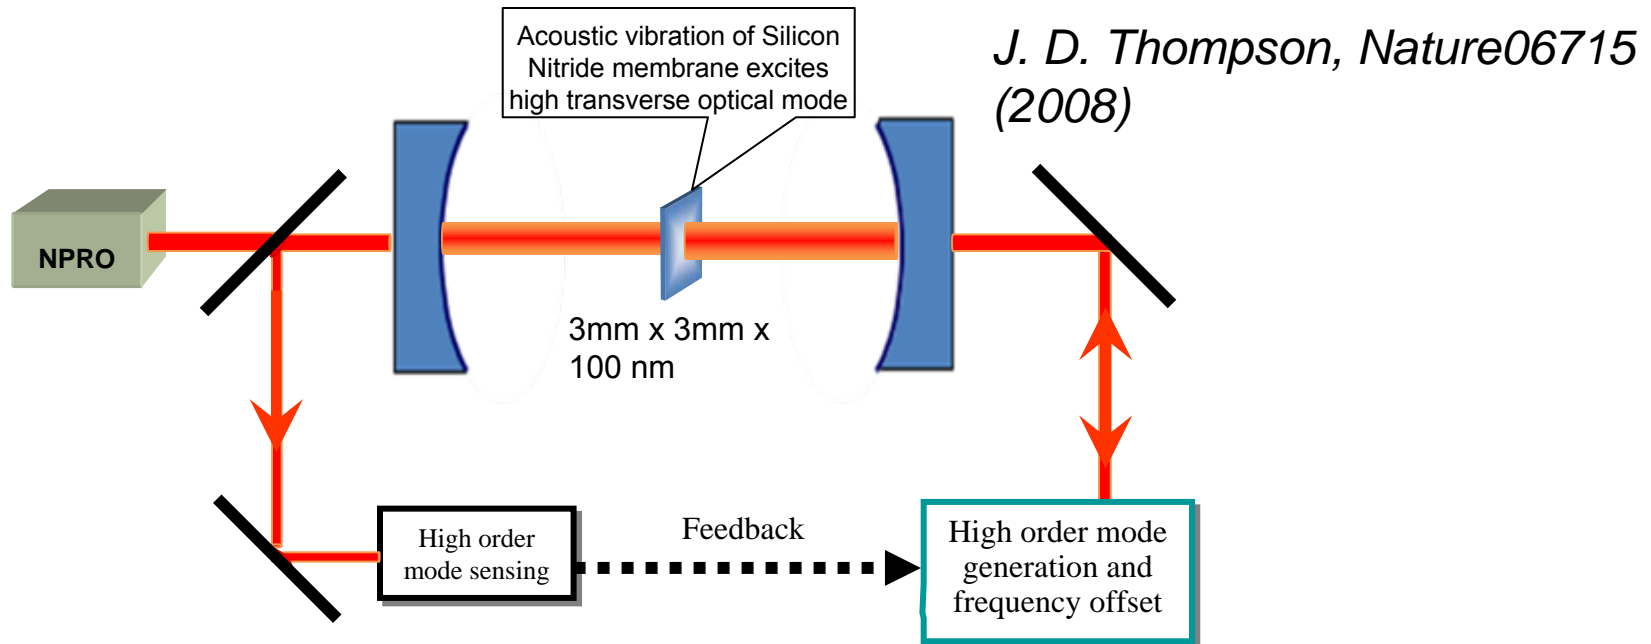 Acoustic vibration of Silicon
Nitride membrane excites
high transverse optical mode
J. D. Thompson, Nature06715
(2008)
NPRO
3mm x 3mm x
100 nm
High order
mode sensing
Feedback
High order mode
generation and
frequency offset